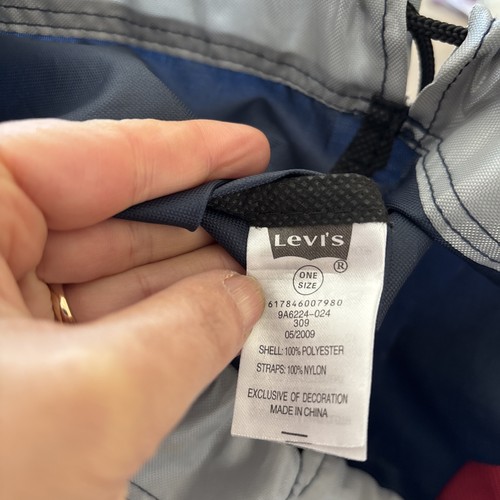 Levi's
®
ONE
SIZE
617846007980
9A6224-024
309
05/2009
SHELL: 100% POLYESTER
STRAPS: 100% NYLON
EXCLUSIVE OF DECORATION
MADE IN CHINA